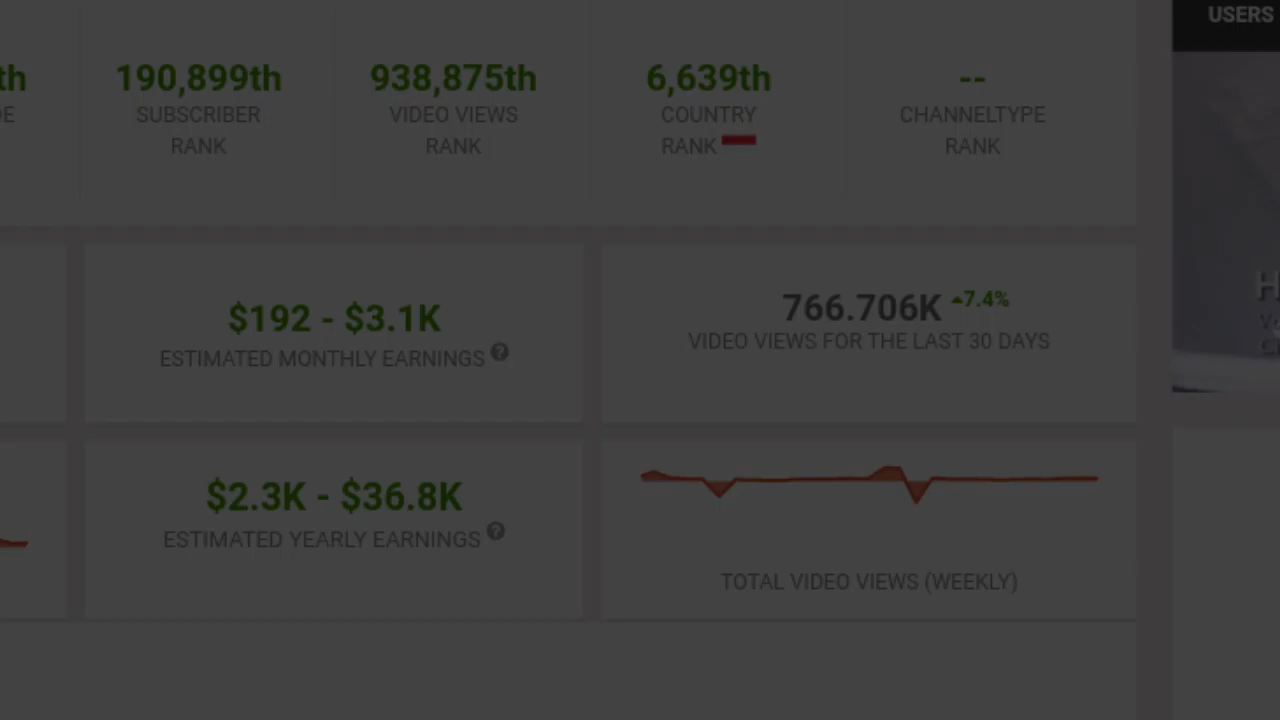 USERS
th
190,899th
938,875th
6,639th
--
SUBSCRIBER
VIDEO VIEWS
COUNTRY
CHANNELTYPE
RANK
RANK
RANK
RANK
$192 - $3.1K
766.706K 7.4%
ESTIMATED MONTHLY EARNINGS ?
VIDEO VIEWS FOR THE LAST 30 DAYS
$2.3K - $36.8K
ESTIMATED YEARLY EARNINGS ?
TOTAL VIDEO VIEWS (WEEKLY)